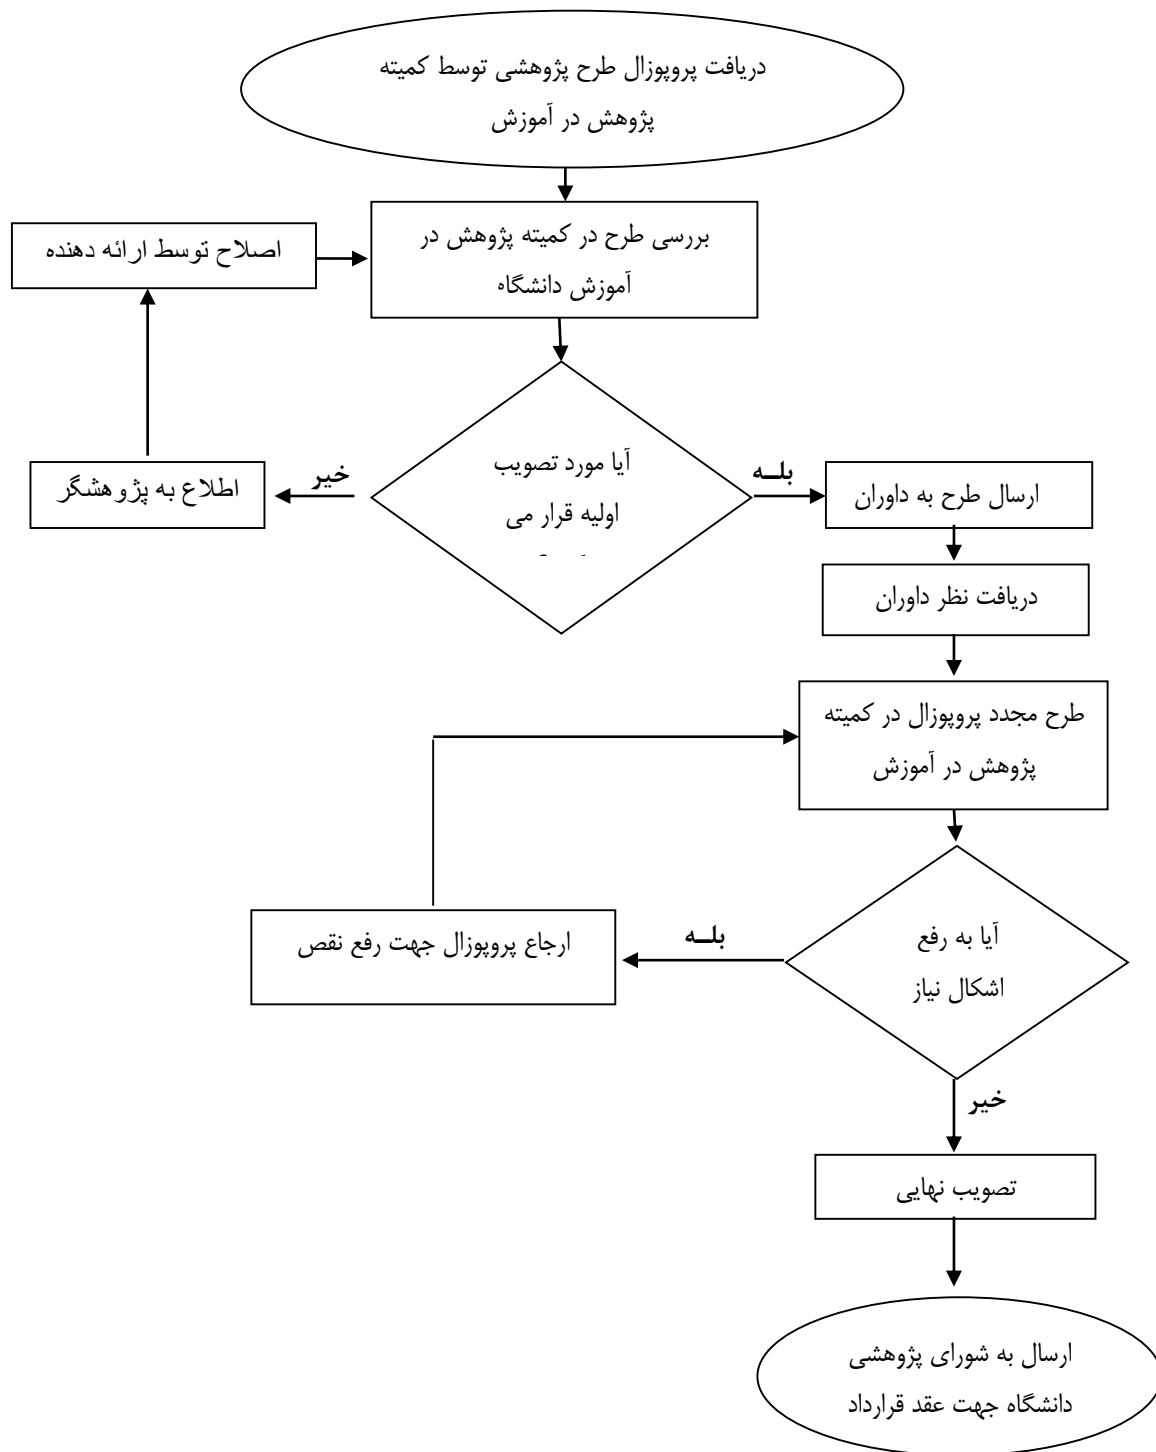 دریافت پروپوزال طرح پژوهشی توسط کمیته
پژوهش در آموزش
بررسی طرح در کمیته پژوهش در
آموزش دانشگاه
اصلاح توسط ارائه دهنده
آیا مورد تصویب
اولیه قرار می
خیر
اطلاع به پژوهشگر
بلــه
ارسال طرح به داوران
دریافت نظر داوران
طرح مجدد پروپوزال در کمیته
پژوهش در آموزش
آیا به رفع
اشکال نیاز
بلــه
ارجاع پروپوزال جهت رفع نقص
خیر
تصویب نهایی
ارسال به شورای پژوهشی
دانشگاه جهت عقد قرارداد